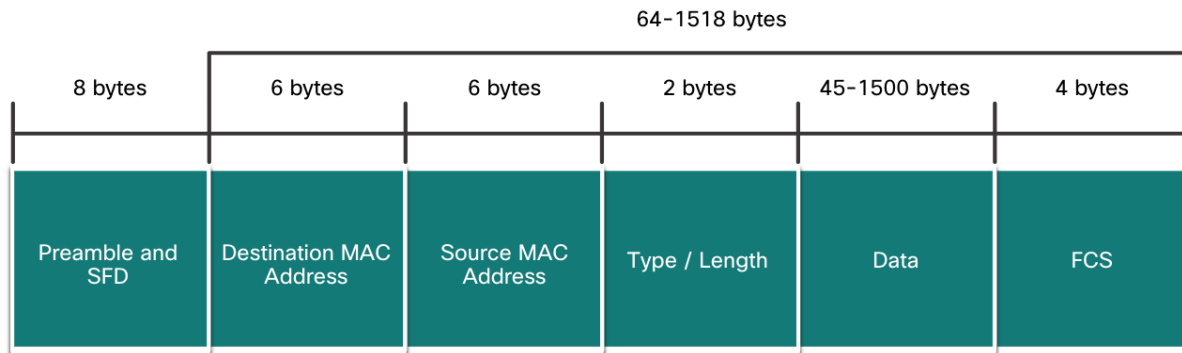 64-1518 bytes
8 bytes
6 bytes
6 bytes
2 bytes
45-1500 bytes
4 bytes
Preamble and
SFD
Destination MAC
Address
Source MAC
Address
Type / Length
Data
FCS